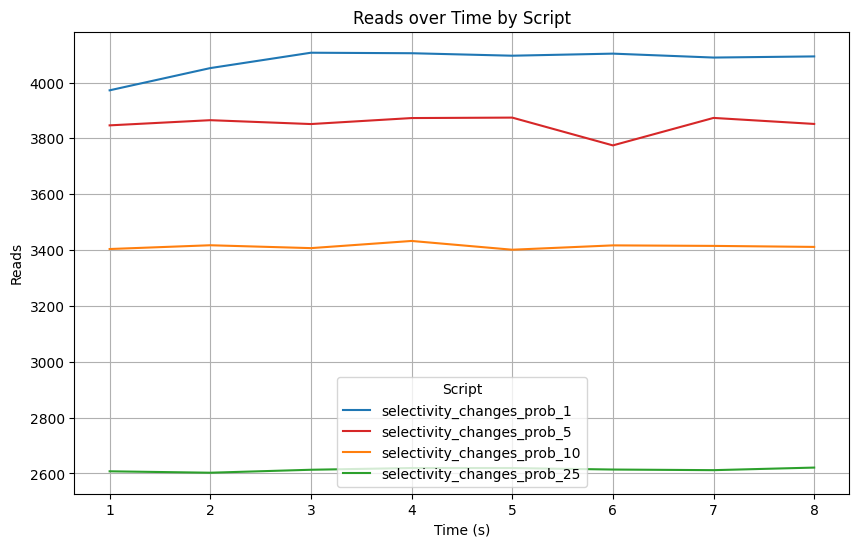 Reads over Time by Script
4000
3800
3600
3400
3200
3000
2800
2600
Reads
Script
selectivity_changes_prob_1
selectivity_changes_prob_5
selectivity_changes_prob_10
selectivity_changes_prob_25
1 2 3 4 5 6 7 8
Time (s)